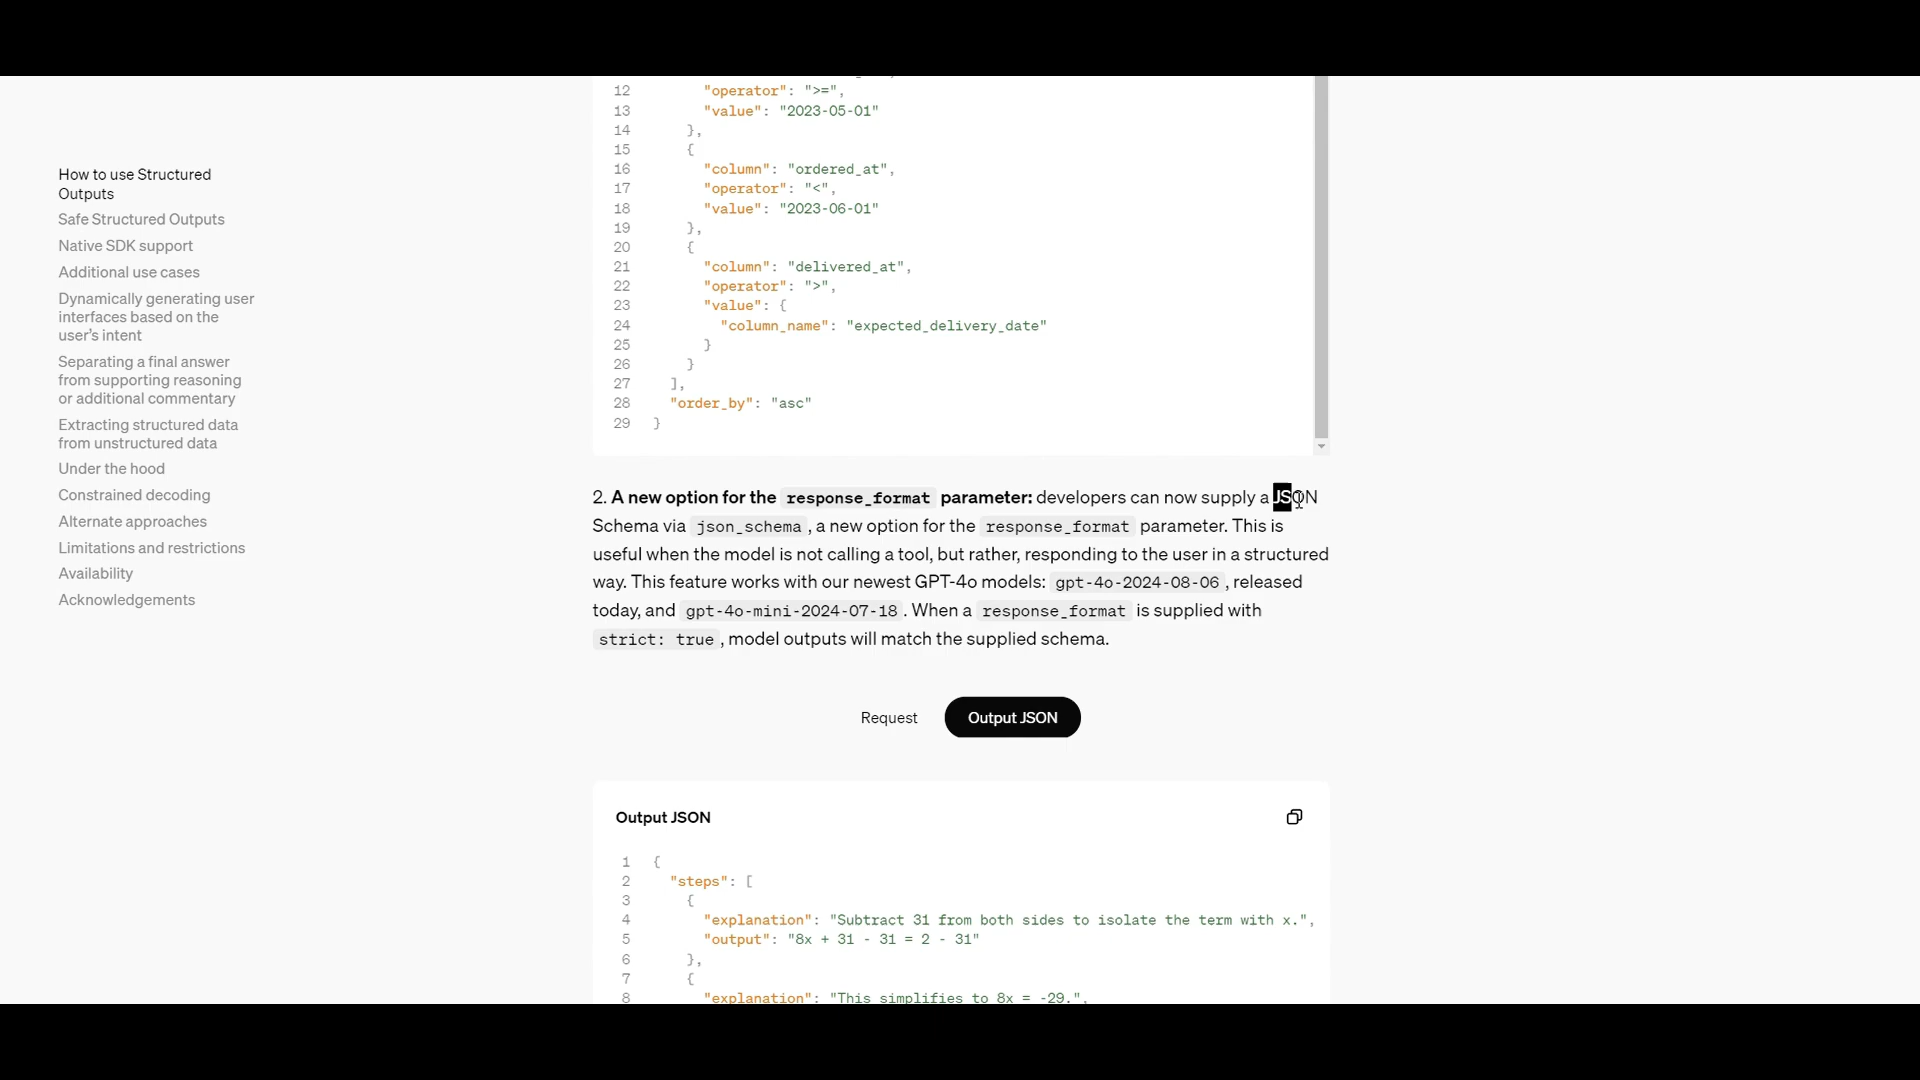 How to use Structured
Outputs
Safe Structured Outputs
Native SDK support
Additional use cases
Dynamically generating user
interfaces based on the
user’s intent
Separating a final answer
from supporting reasoning
or additional commentary
Extracting structured data
from unstructured data
Under the hood
Constrained decoding
Alternate approaches
Limitations and restrictions
Availability
Acknowledgements
12 "operator": ">=",
13 "value": "2023-05-01"
14 },
15 {
16 "column": "ordered_at",
17 "operator": "<",
18 "value": "2023-06-01"
19 },
20 {
21 "column": "delivered_at",
22 "operator": ">",
23 "value": {
24 "column_name": "expected_delivery_date"
25 }
26 }
27 ],
28 "order_by": "asc"
29 }
2. A new option for the response_format parameter: developers can now supply a JSON
Schema via json_schema, a new option for the response_format parameter. This is
useful when the model is not calling a tool, but rather, responding to the user in a structured
way. This feature works with our newest GPT-4o models: gpt-4o-2024-08-06, released
today, and gpt-4o-mini-2024-07-18. When a response_format is supplied with
strict: true, model outputs will match the supplied schema.
Request Output JSON
Output JSON
1 {
2 "steps": [
3 {
4 "explanation": "Subtract 31 from both sides to isolate the term with x.",
5 "output": "8x + 31 - 31 = 2 - 31"
6 },
7 {
8 "explanation": "This simplifies to 8x = -29.",